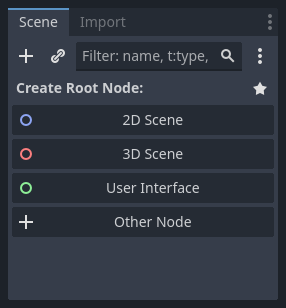 Scene Import
Filter: name, t:type,
Create Root Node:
2D Scene
3D Scene
User Interface
Other Node